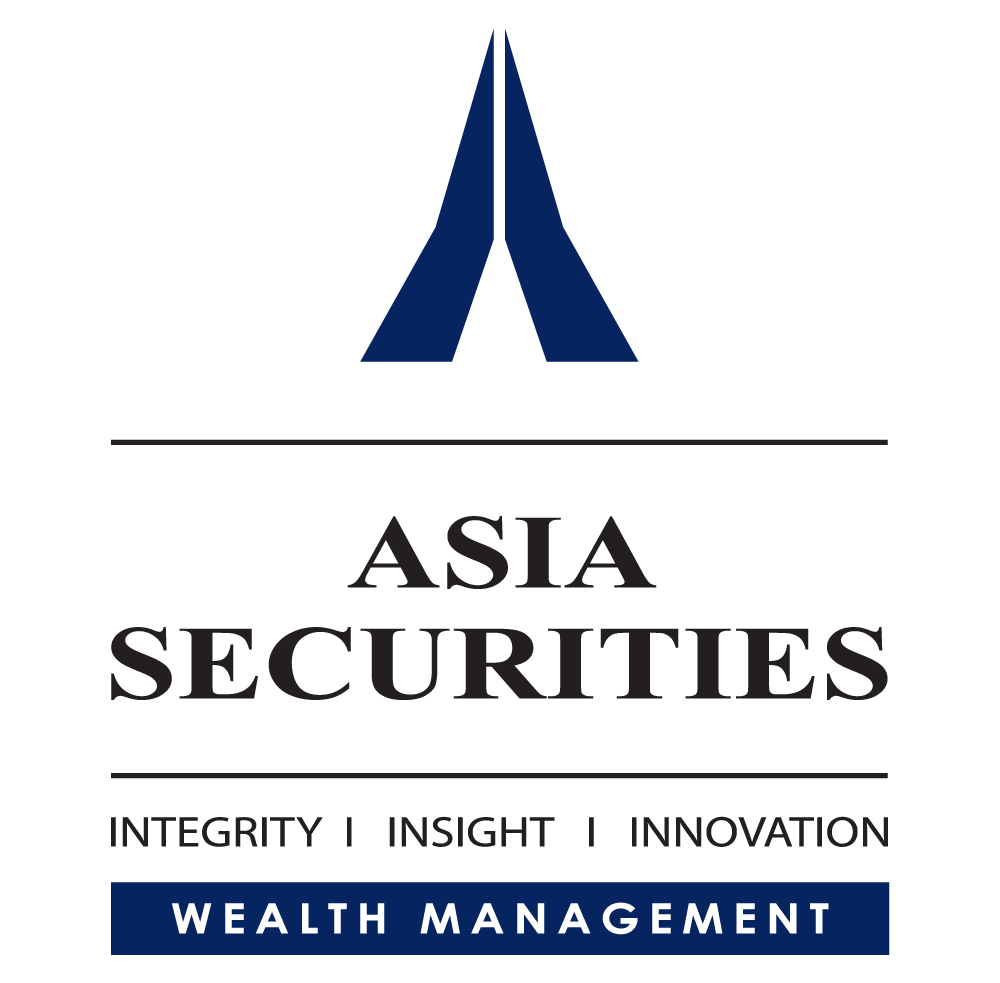 ASIA
SECURITIES
INTEGRITY | INSIGHT | INNOVATION
WEALTH MANAGEMENT